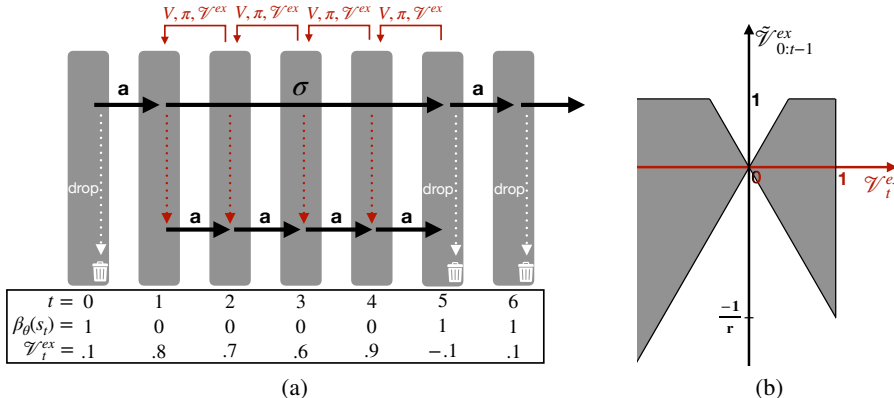 V, π, 𝒱^ex V, π, 𝒱^ex V, π, 𝒱^ex V, π, 𝒱^ex
a σ a
drop drop drop
a a a a
t = 0 1 2 3 4 5 6
β_θ(s_t) = 1 0 0 0 0 1 1
𝒱_t^ex = .1 .8 .7 .6 .9 −.1 .1
(a)
𝒱̃^ex_{0:t−1}
1
0 1 𝒱_t^ex
−1/r
(b)